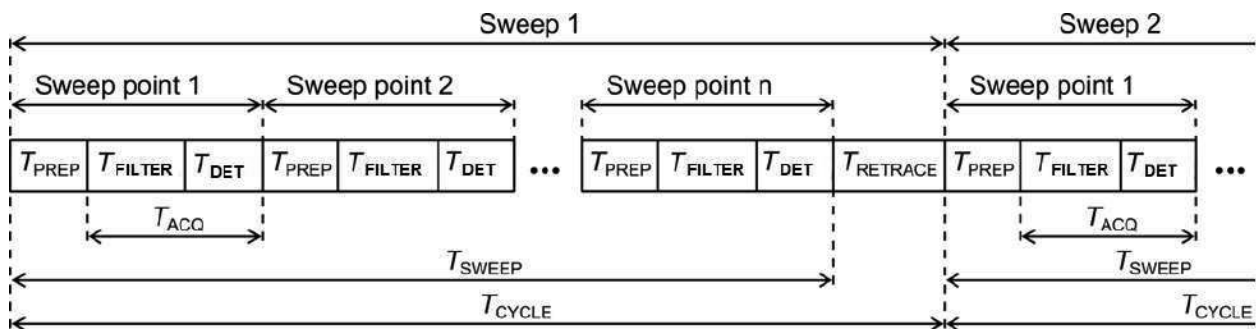 Sweep 1 Sweep 2
Sweep point 1 Sweep point 2 Sweep point n Sweep point 1
TPREP TFILTER TDET TPREP TFILTER TDET ••• TPREP TFILTER TDET TRETRACE TPREP TFILTER TDET •••
TACQ TACQ
TSWEEP TSWEEP
TCYCLE TCYCLE